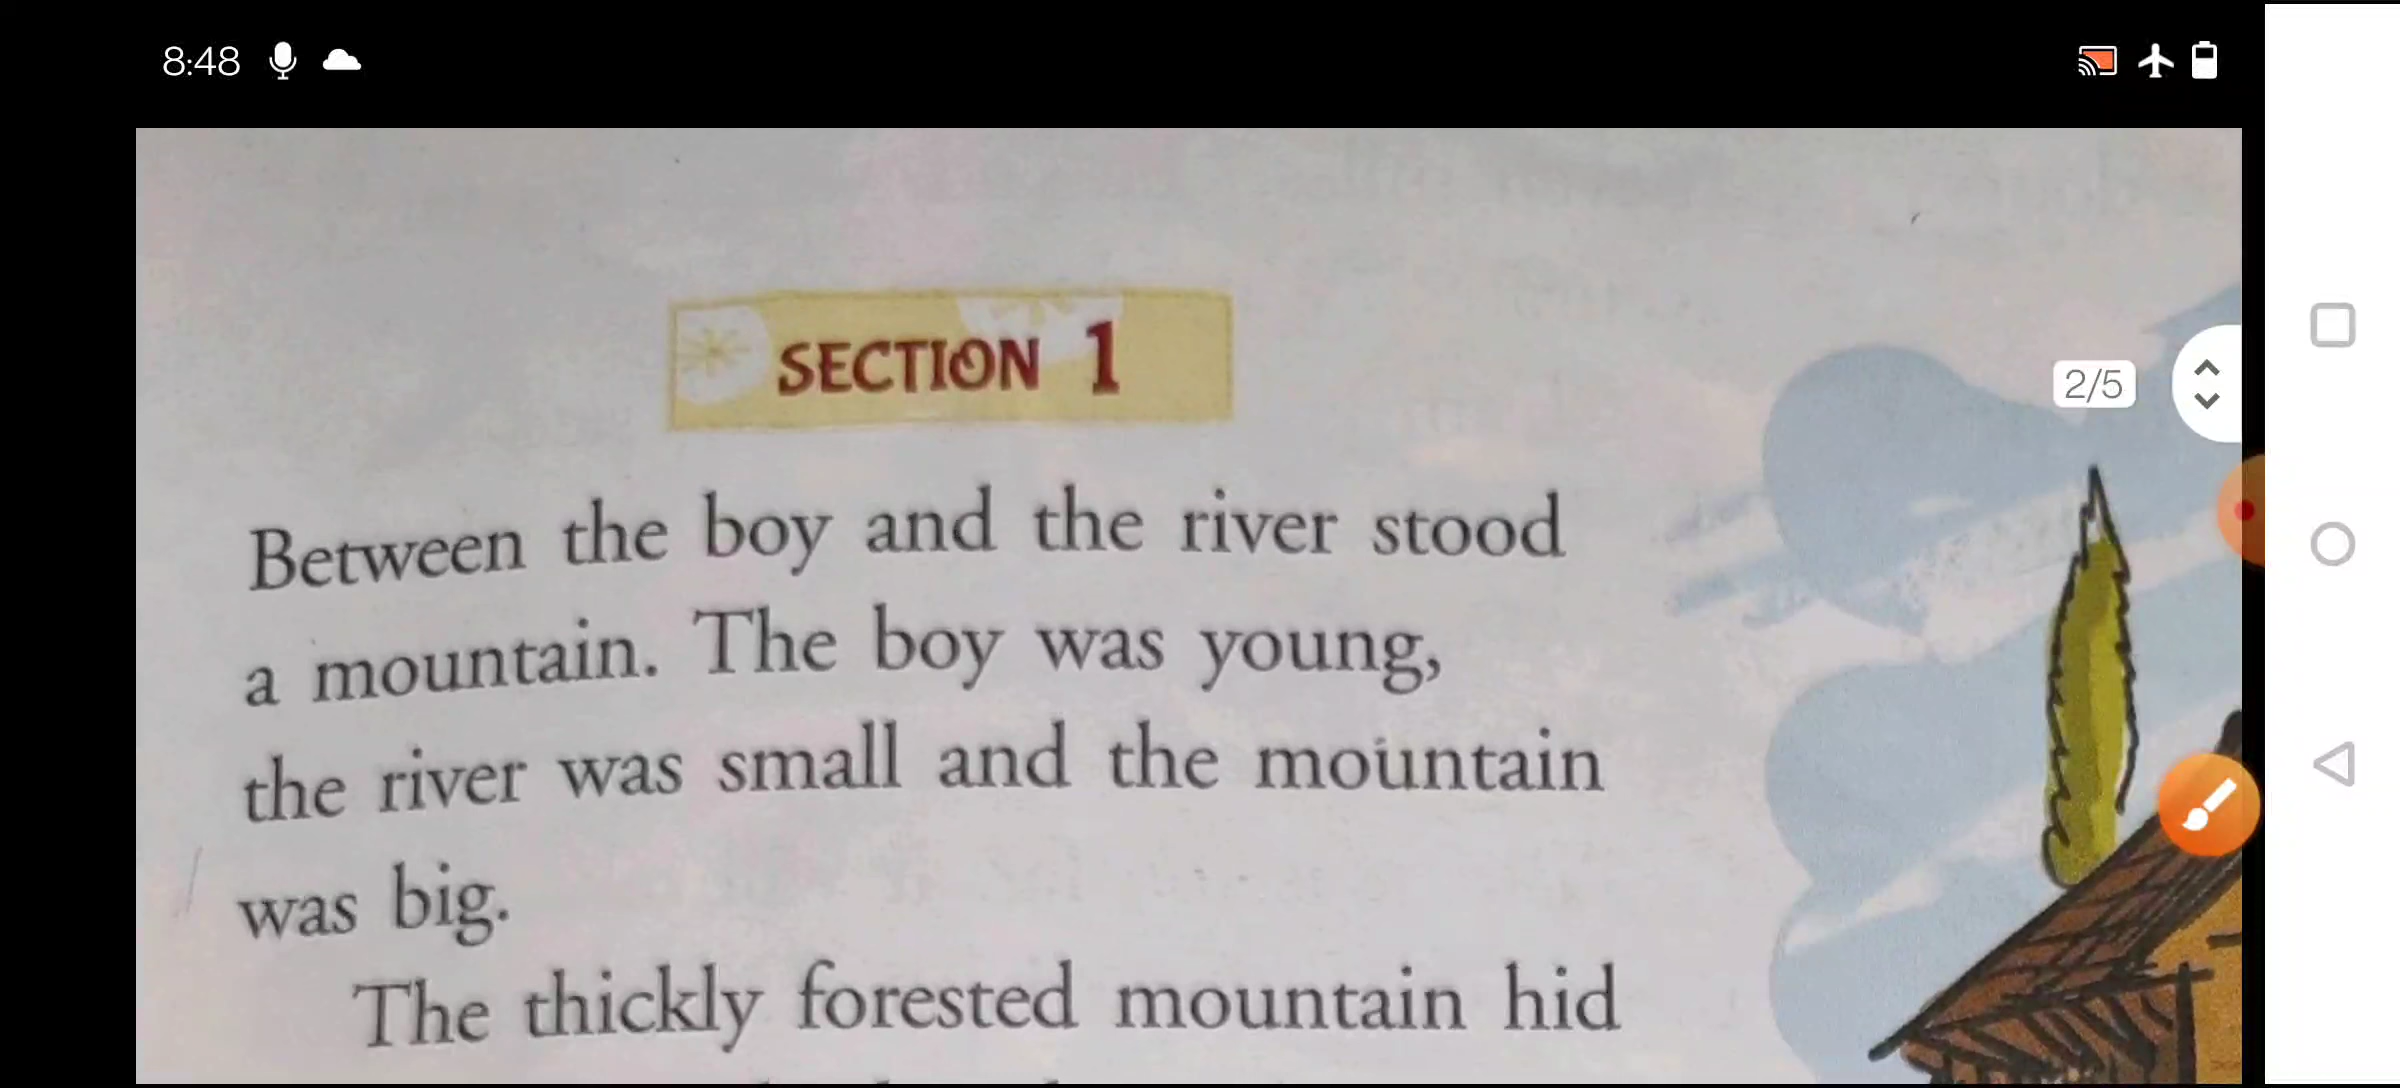 8:48
SECTION 1
2/5
Between the boy and the river stood
a mountain. The boy was young,
the river was small and the mountain
was big.
The thickly forested mountain hid